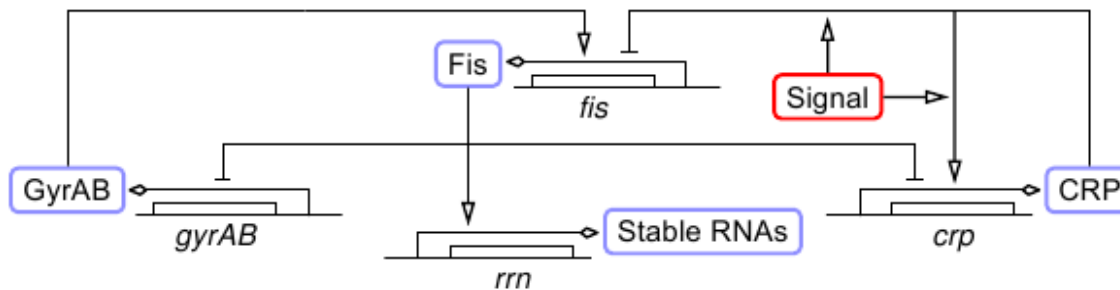 Fis
fis
Signal
GyrAB
gyrAB
Stable RNAs
rrn
CRP
crp